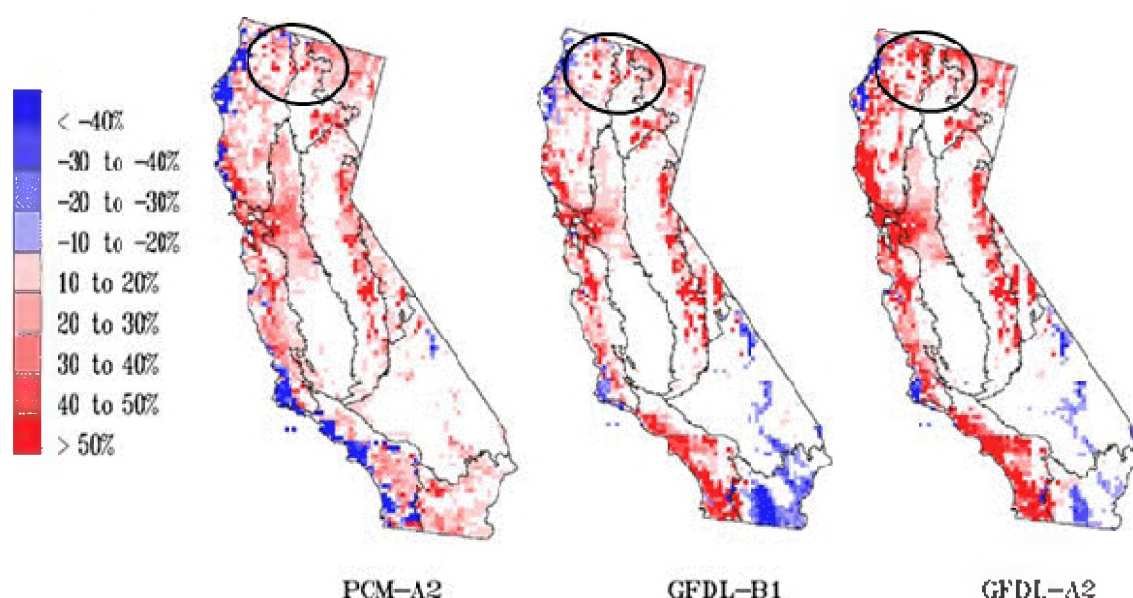 < -40%
-30 to -40%
-20 to -30%
-10 to -20%
10 to 20%
20 to 30%
30 to 40%
40 to 50%
> 50%
PCM-A2 GFDL-B1 GFDL-A2